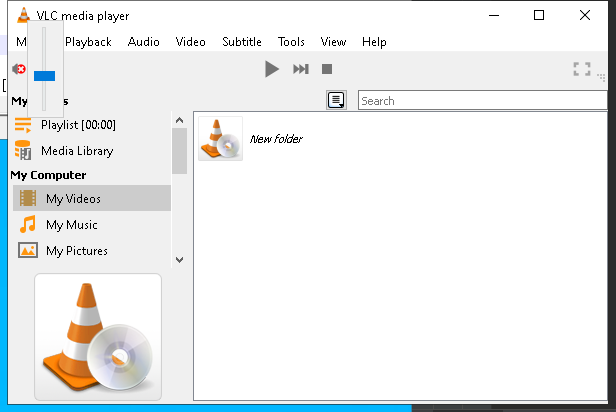 VLC media player
Playback Audio Video Subtitle Tools View Help
Search
Playlist [00:00]
Media Library
My Computer
My Videos
My Music
My Pictures
New folder